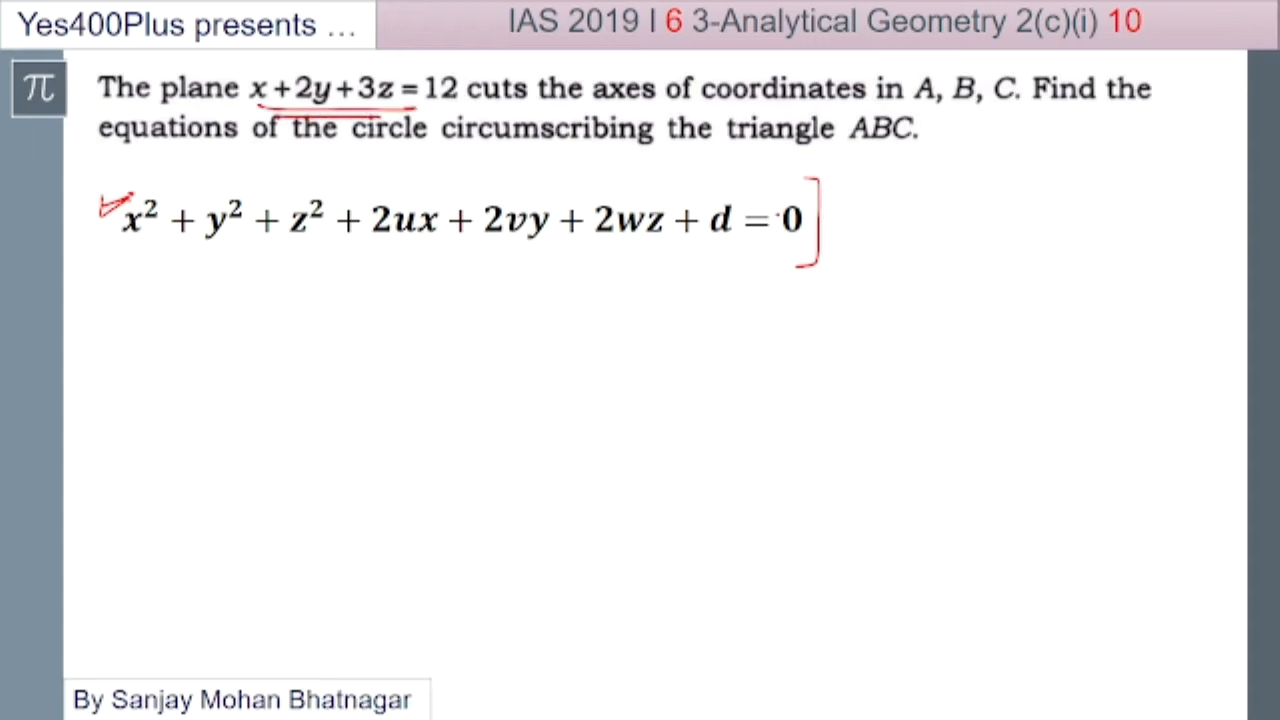 Yes400Plus presents …
IAS 2019 I 6 3-Analytical Geometry 2(c)(i) 10
π
The plane x+2y+3z=12 cuts the axes of coordinates in A, B, C. Find the
equations of the circle circumscribing the triangle ABC.
x² + y² + z² + 2ux + 2vy + 2wz + d = 0
By Sanjay Mohan Bhatnagar